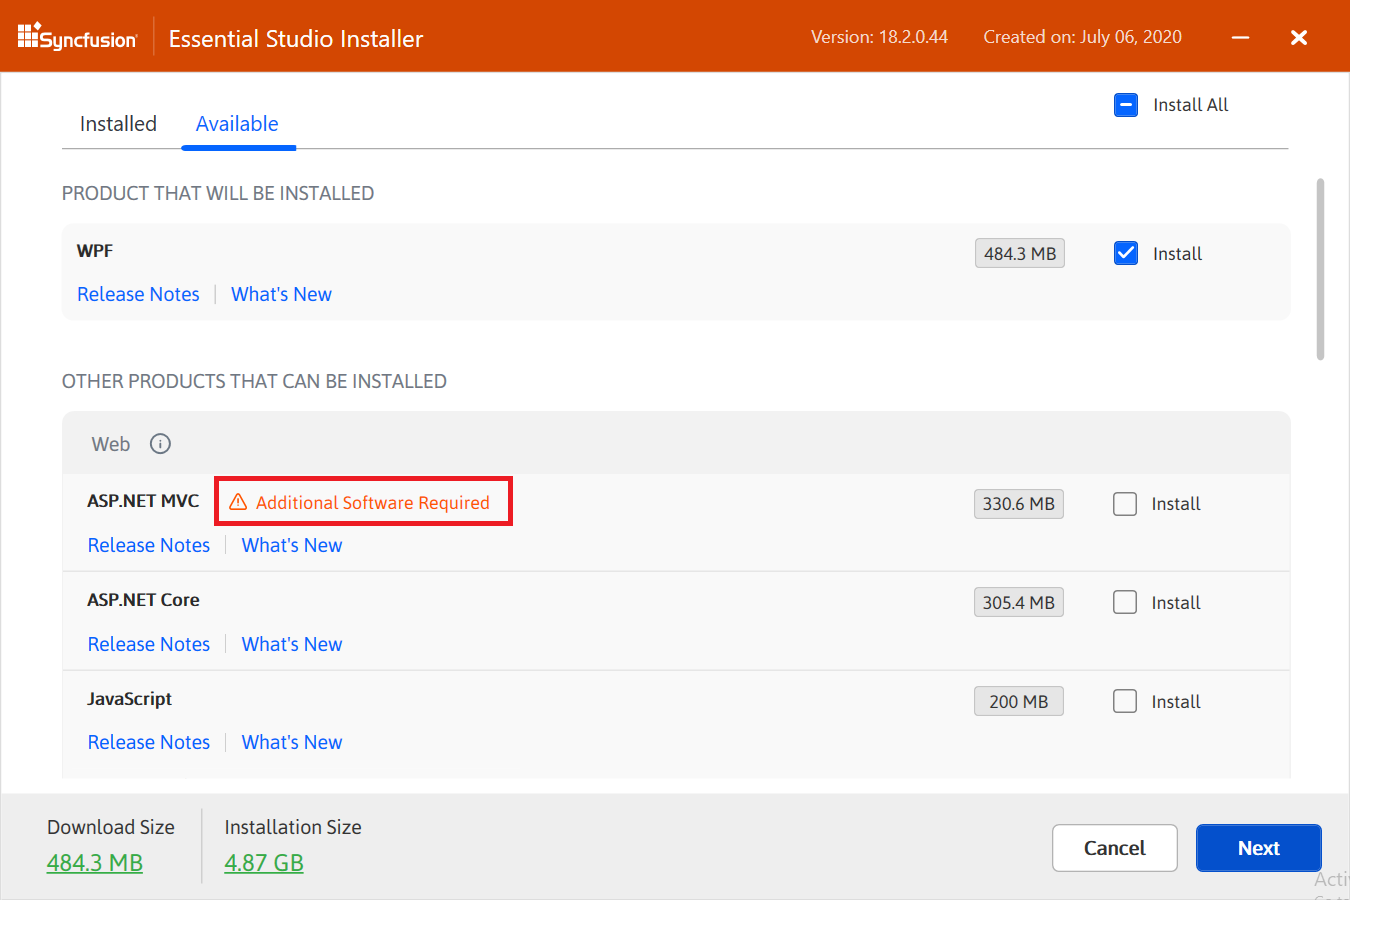 Syncfusion Essential Studio Installer Version: 18.2.0.44 Created on: July 06, 2020
Install All
Installed Available
PRODUCT THAT WILL BE INSTALLED
WPF 484.3 MB Install
Release Notes What's New
OTHER PRODUCTS THAT CAN BE INSTALLED
Web
ASP.NET MVC Additional Software Required 330.6 MB Install
Release Notes What's New
ASP.NET Core 305.4 MB Install
Release Notes What's New
JavaScript 200 MB Install
Release Notes What's New
Download Size Installation Size
484.3 MB 4.87 GB
Cancel Next